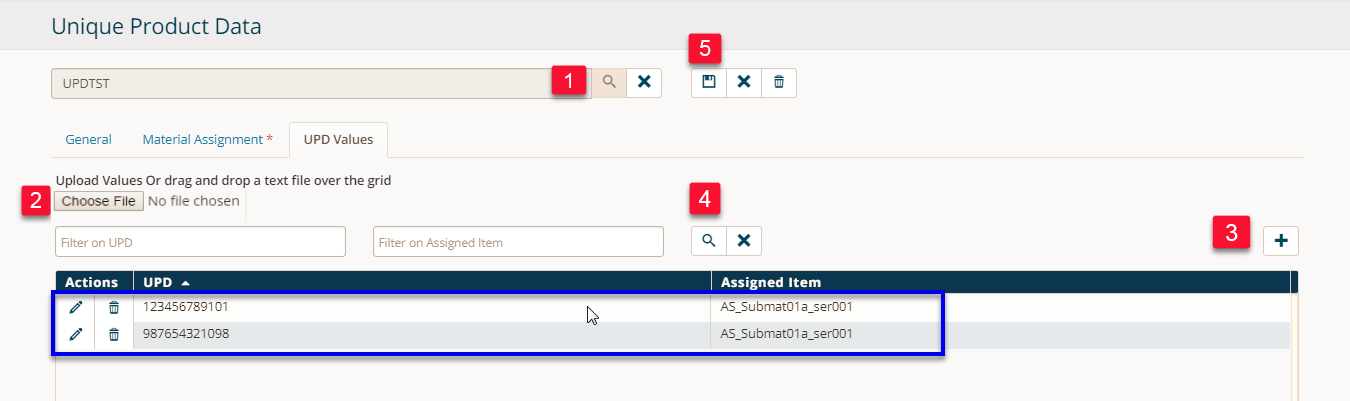 Unique Product Data
5
UPDTST 1
General Material Assignment * UPD Values
Upload Values Or drag and drop a text file over the grid
2 Choose File No file chosen
4
3
Filter on UPD Filter on Assigned Item
Actions UPD Assigned Item
123456789101 AS_Submat01a_ser001
987654321098 AS_Submat01a_ser001